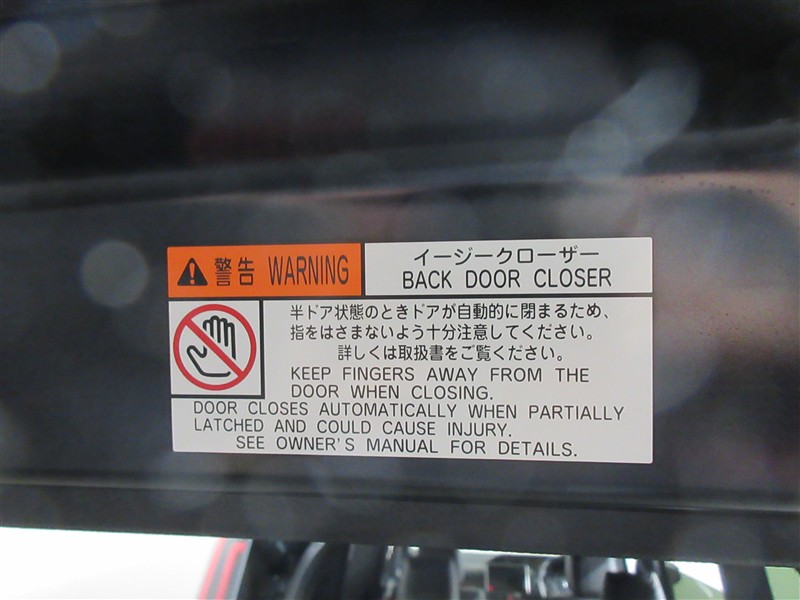 警告 WARNING
イージークローザー
BACK DOOR CLOSER
半ドア状態のときドアが自動的に閉まるため、
指をはさまないよう十分注意してください。
詳しくは取扱書をご覧ください。
KEEP FINGERS AWAY FROM THE
DOOR WHEN CLOSING.
DOOR CLOSES AUTOMATICALLY WHEN PARTIALLY
LATCHED AND COULD CAUSE INJURY.
SEE OWNER'S MANUAL FOR DETAILS.